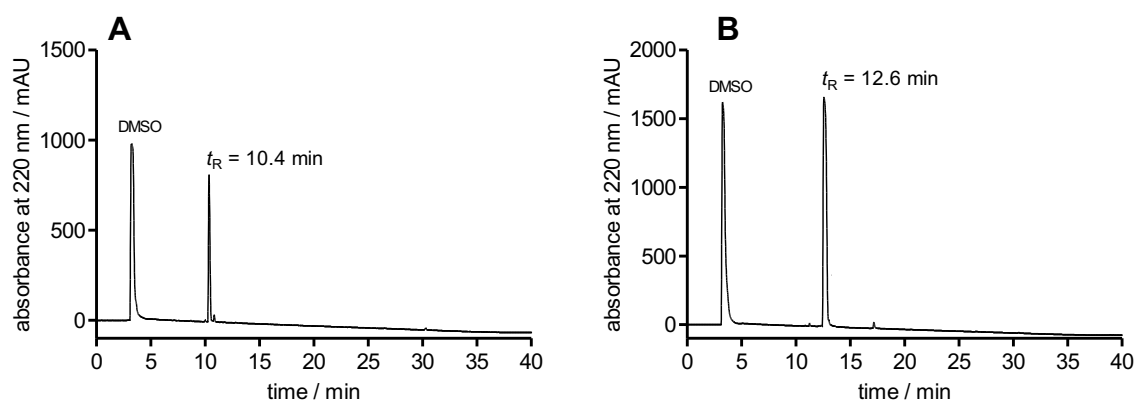 A
absorbance at 220 nm / mAU
1500
1000
500
0
DMSO
tR = 10.4 min
0 5 10 15 20 25 30 35 40
time / min
B
absorbance at 220 nm / mAU
2000
1500
1000
500
0
DMSO
tR = 12.6 min
0 5 10 15 20 25 30 35 40
time / min